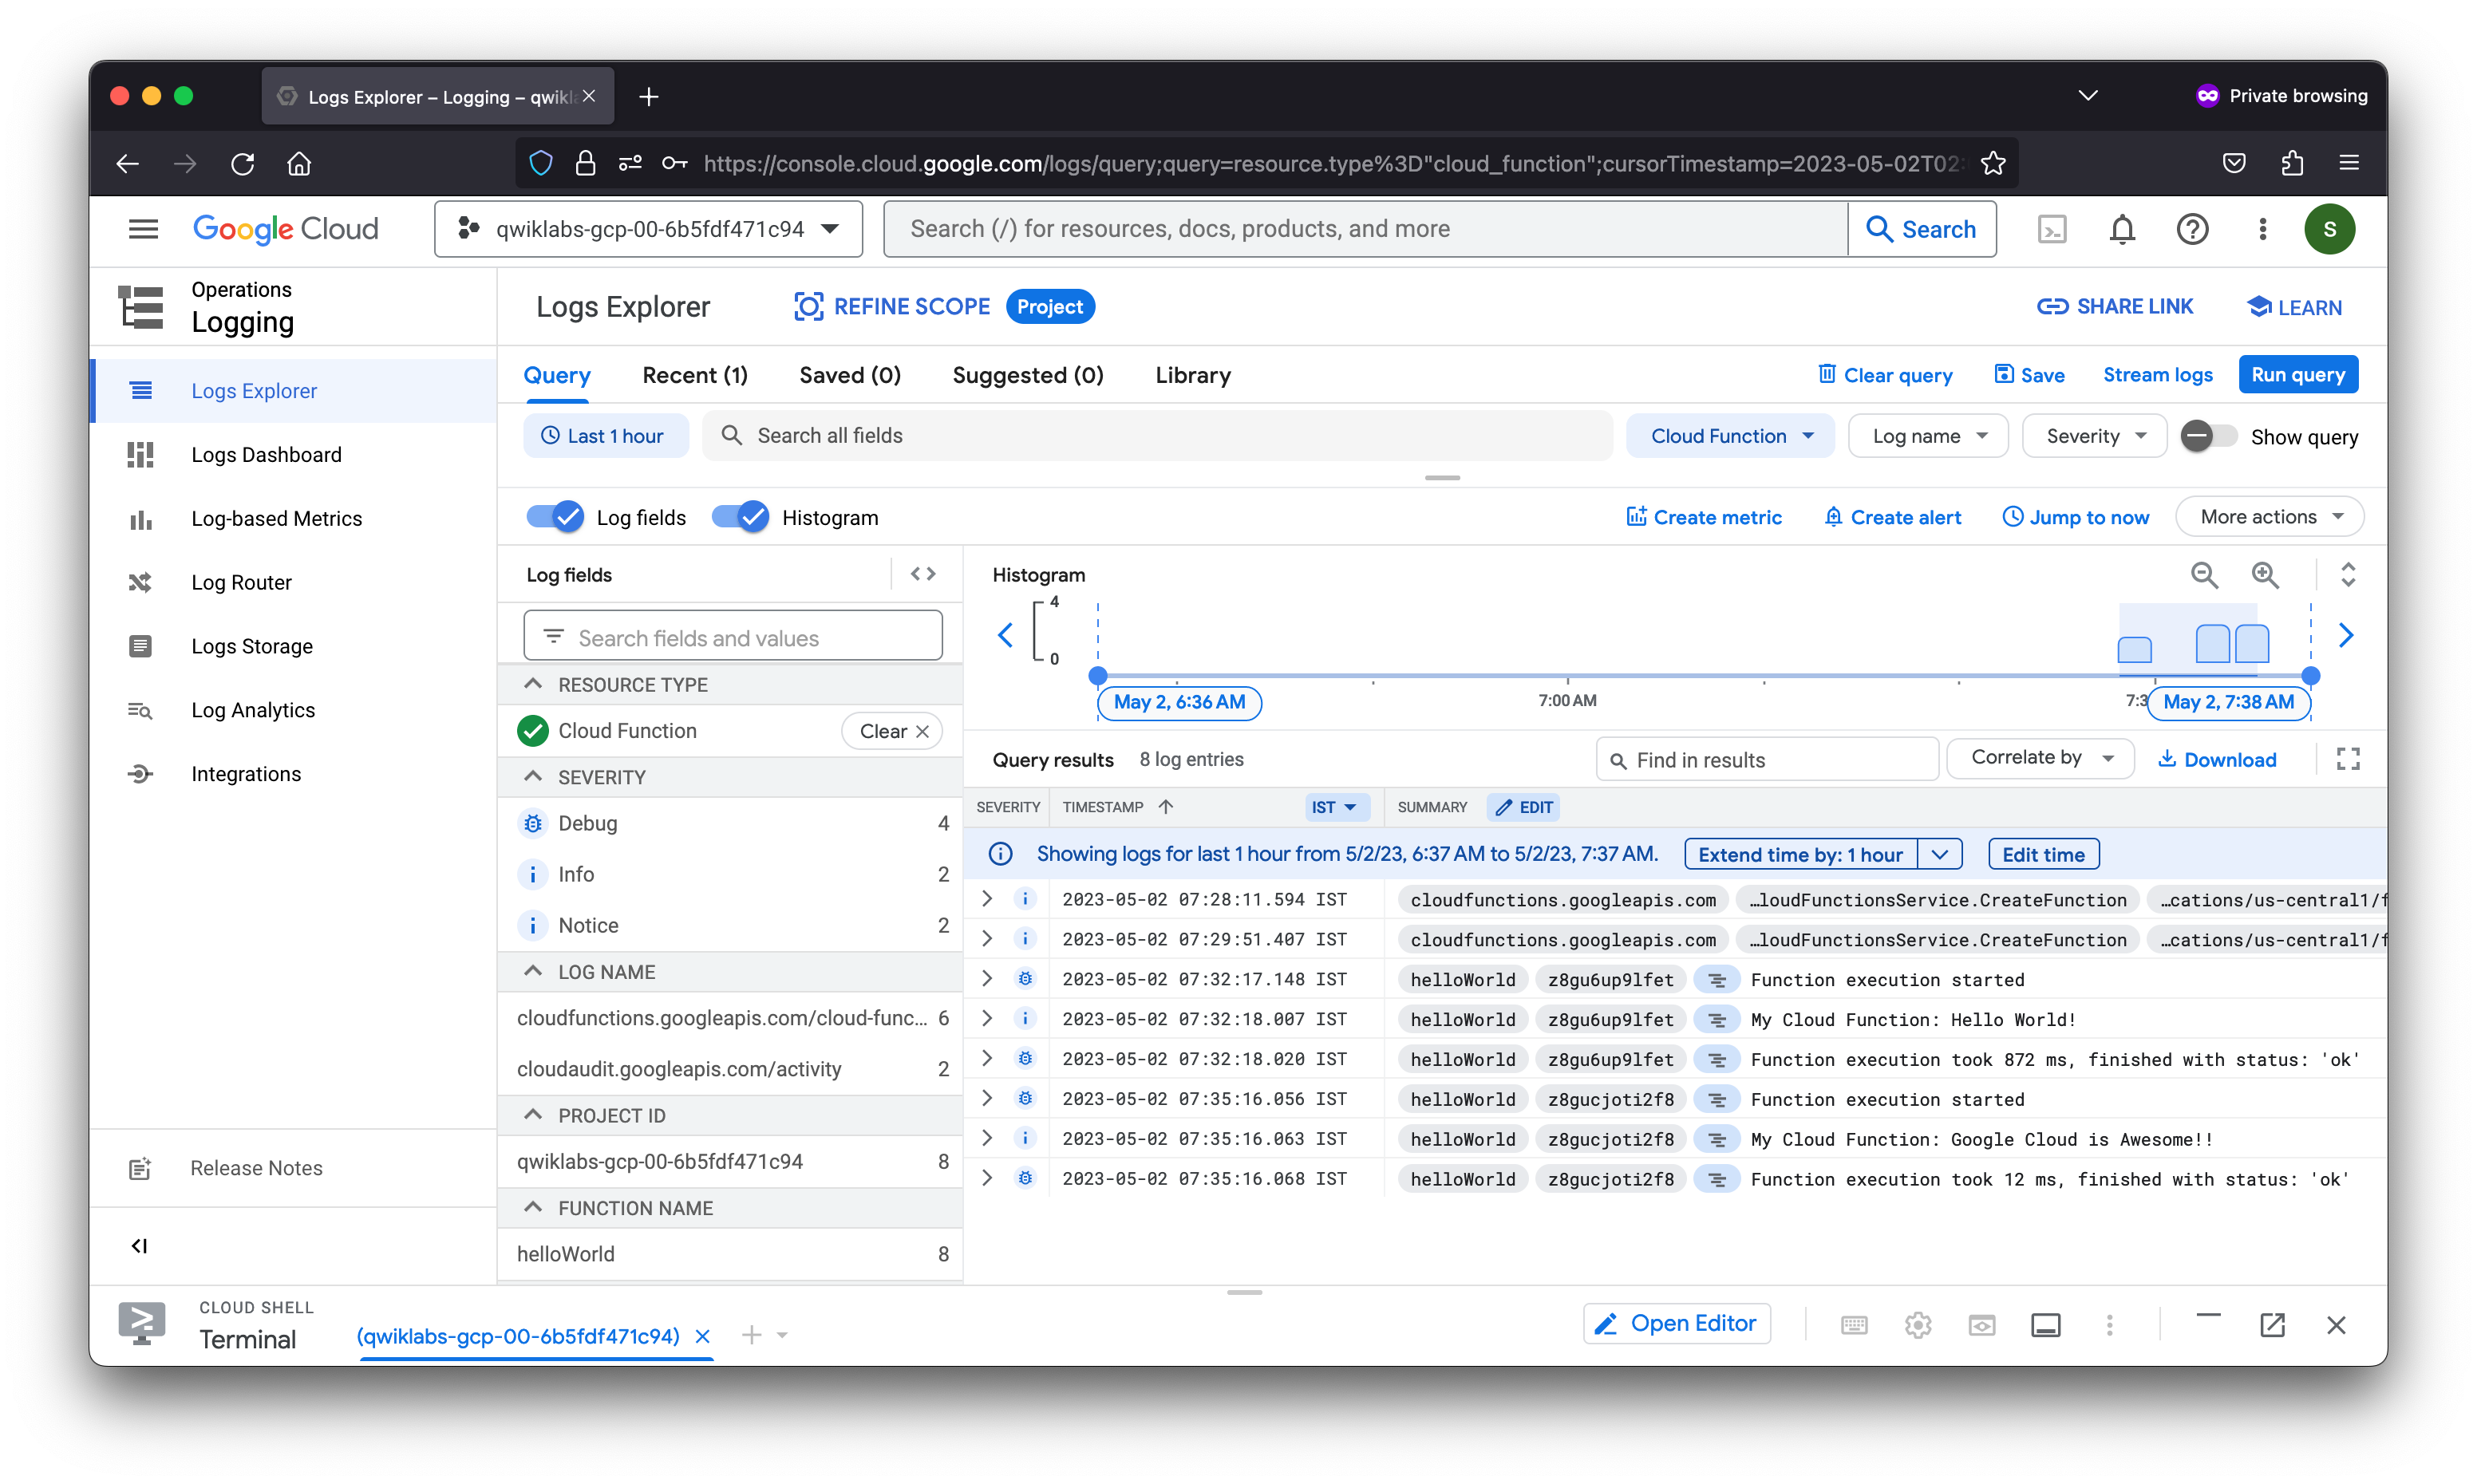 Logs Explorer – Logging – qwikl
Private browsing
https://console.cloud.google.com/logs/query;query=resource.type%3D"cloud_function";cursorTimestamp=2023-05-02T02:
Google Cloud
qwiklabs-gcp-00-6b5fdf471c94
Search (/) for resources, docs, products, and more
Search
S
Operations
Logging
Logs Explorer
REFINE SCOPE
Project
SHARE LINK
LEARN
Logs Explorer
Logs Dashboard
Log-based Metrics
Log Router
Logs Storage
Log Analytics
Integrations
Release Notes
Query
Recent (1)
Saved (0)
Suggested (0)
Library
Clear query
Save
Stream logs
Run query
Last 1 hour
Search all fields
Cloud Function
Log name
Severity
Show query
Log fields
Histogram
Create metric
Create alert
Jump to now
More actions
Log fields
Search fields and values
RESOURCE TYPE
Cloud Function
Clear
SEVERITY
Debug 4
Info 2
Notice 2
LOG NAME
cloudfunctions.googleapis.com/cloud-func... 6
cloudaudit.googleapis.com/activity 2
PROJECT ID
qwiklabs-gcp-00-6b5fdf471c94 8
FUNCTION NAME
helloWorld 8
Histogram
4
0
May 2, 6:36 AM
7:00 AM
7:3
May 2, 7:38 AM
Query results 8 log entries
Find in results
Correlate by
Download
SEVERITY TIMESTAMP IST SUMMARY EDIT
Showing logs for last 1 hour from 5/2/23, 6:37 AM to 5/2/23, 7:37 AM. Extend time by: 1 hour Edit time
2023-05-02 07:28:11.594 IST cloudfunctions.googleapis.com …loudFunctionsService.CreateFunction …cations/us-central1/f
2023-05-02 07:29:51.407 IST cloudfunctions.googleapis.com …loudFunctionsService.CreateFunction …cations/us-central1/f
2023-05-02 07:32:17.148 IST helloWorld z8gu6up9lfet Function execution started
2023-05-02 07:32:18.007 IST helloWorld z8gu6up9lfet My Cloud Function: Hello World!
2023-05-02 07:32:18.020 IST helloWorld z8gu6up9lfet Function execution took 872 ms, finished with status: 'ok'
2023-05-02 07:35:16.056 IST helloWorld z8gucjoti2f8 Function execution started
2023-05-02 07:35:16.063 IST helloWorld z8gucjoti2f8 My Cloud Function: Google Cloud is Awesome!!
2023-05-02 07:35:16.068 IST helloWorld z8gucjoti2f8 Function execution took 12 ms, finished with status: 'ok'
CLOUD SHELL
Terminal
(qwiklabs-gcp-00-6b5fdf471c94)
Open Editor